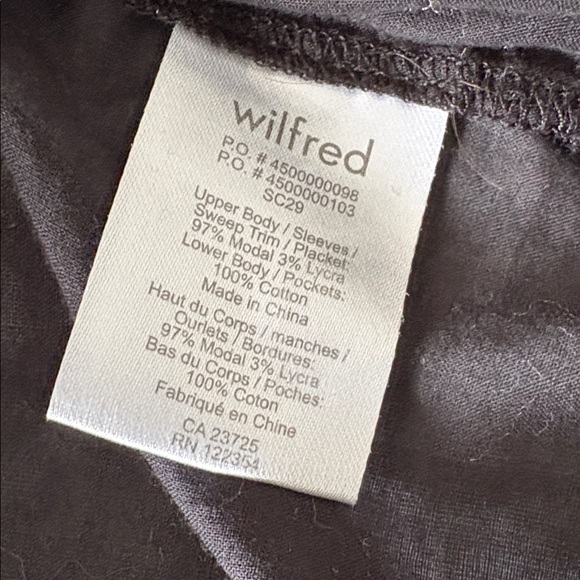 wilfred
P.O. # 4500000098
P.O. # 4500000103
SC29
Upper Body / Sleeves /
Sweep Trim / Placket:
97% Modal 3% Lycra
Lower Body / Pockets:
100% Cotton
Made in China
Haut du Corps / manches /
Ourlets / Bordures:
97% Modal 3% Lycra
Bas du Corps / Poches:
100% Coton
Fabriqué en Chine
CA 23725
RN 122354